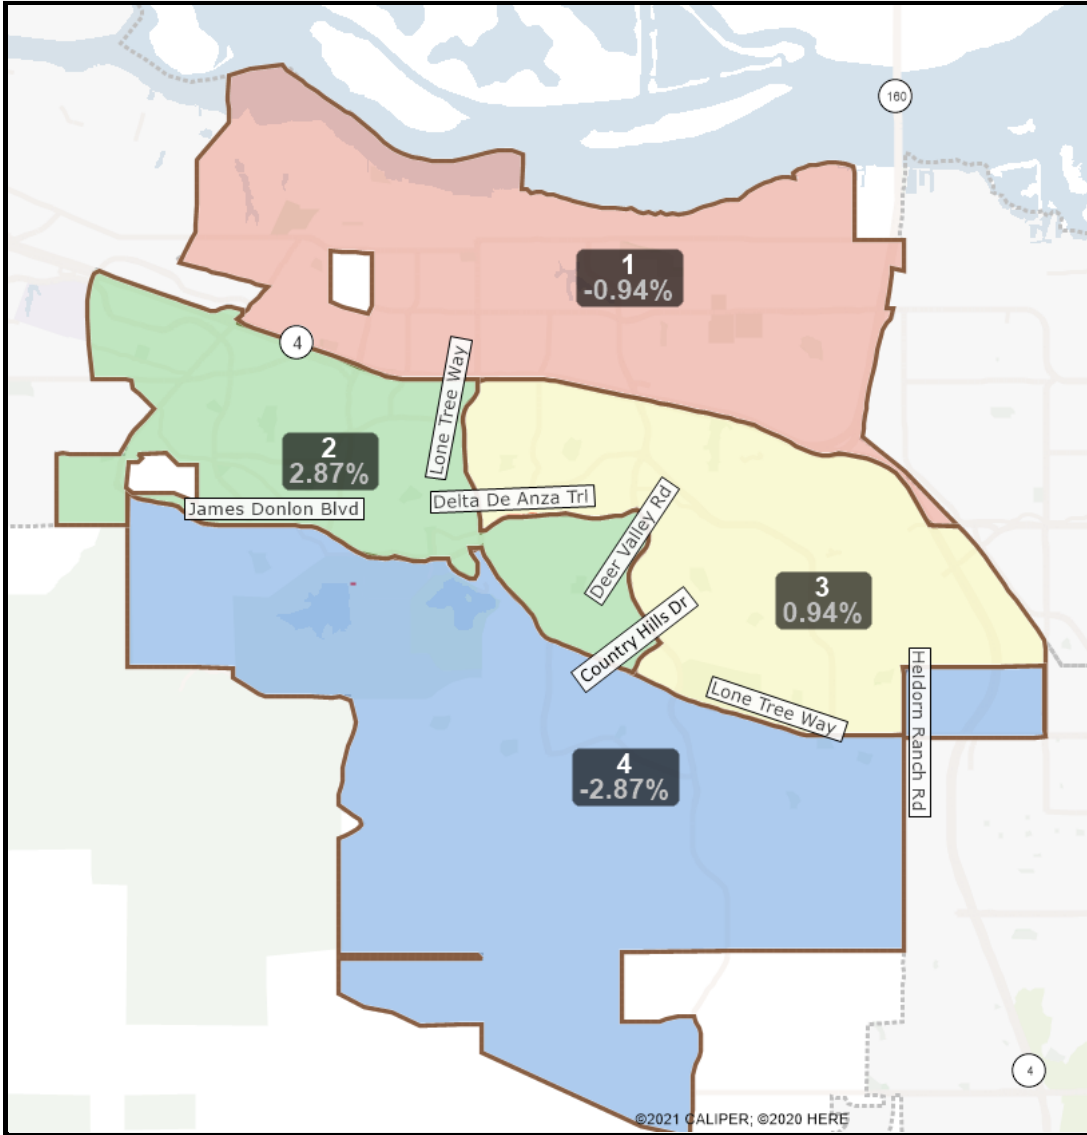 160
1
-0.94%
4
Lone Tree Way
2
2.87%
Delta De Anza Trl
James Donlon Blvd
Deer Valley Rd
3
0.94%
Country Hills Dr
Heldorn Ranch Rd
Lone Tree Way
4
-2.87%
4
©2021 CALIPER; ©2020 HERE